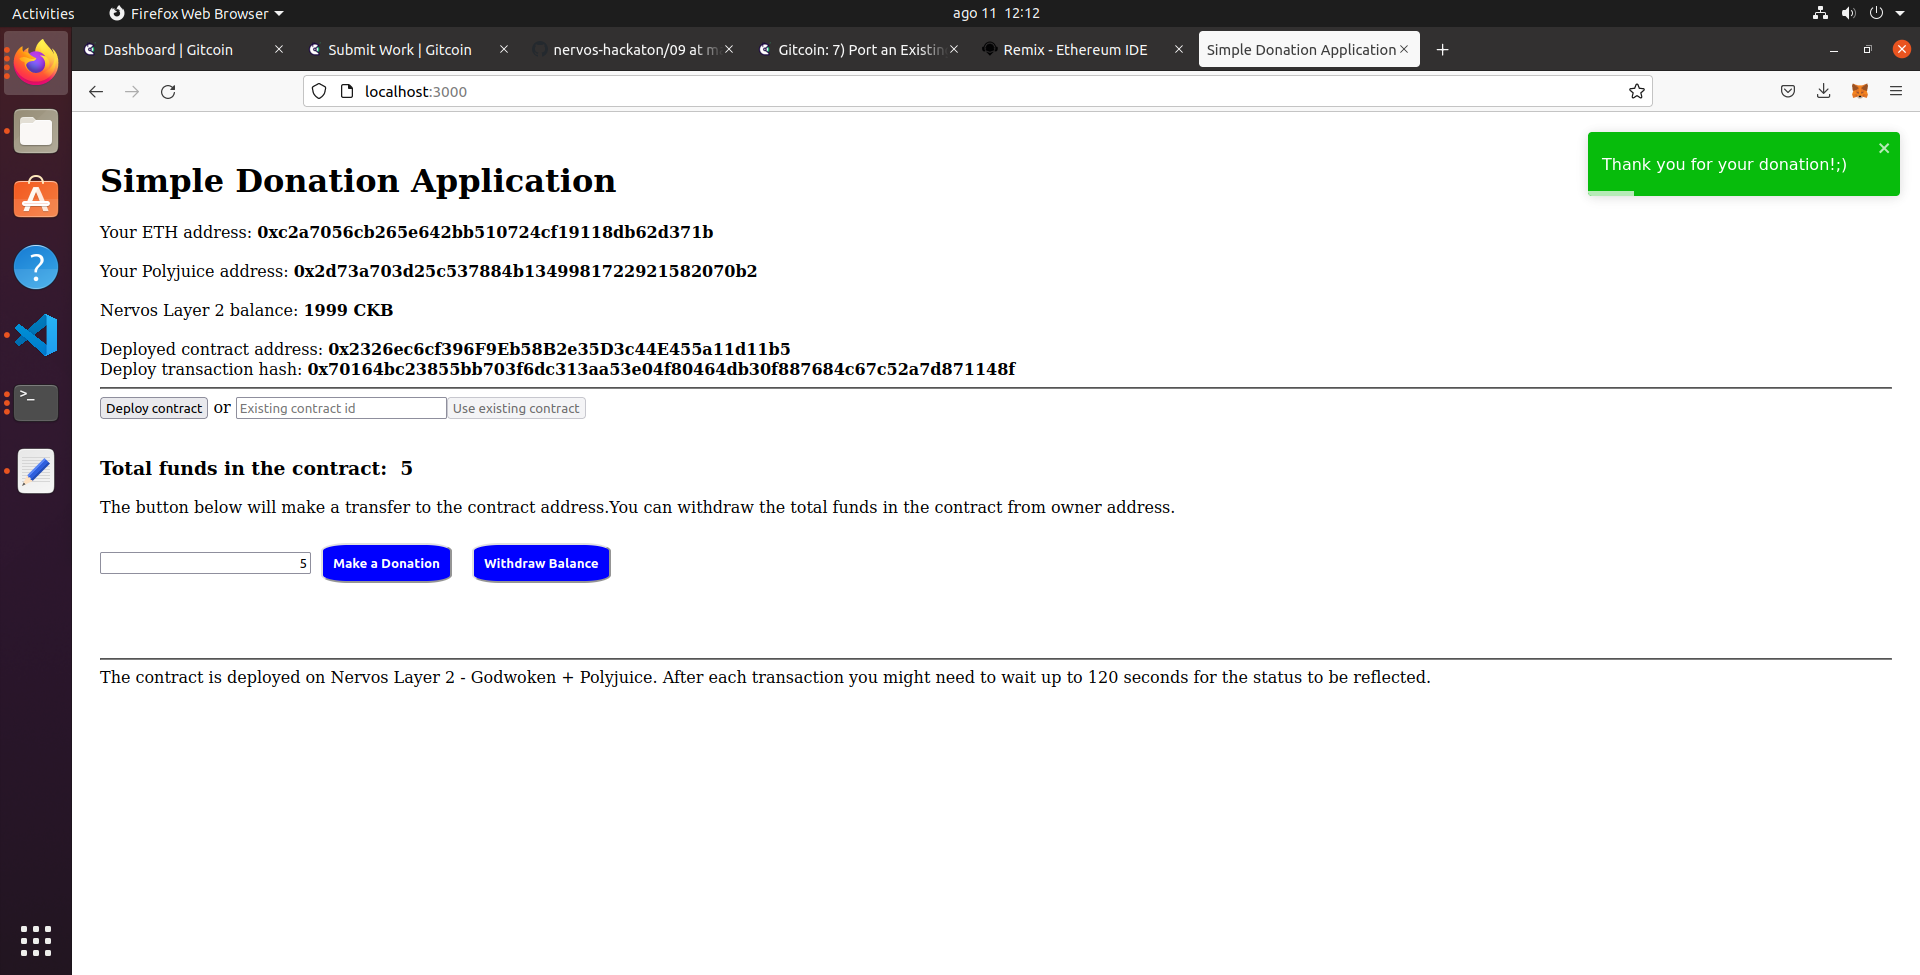 Activities
Firefox Web Browser
ago 11 12:12
Dashboard | Gitcoin
Submit Work | Gitcoin
nervos-hackaton/09 at m
Gitcoin: 7) Port an Existin
Remix - Ethereum IDE
Simple Donation Application
localhost:3000
Thank you for your donation!;)
Simple Donation Application
Your ETH address: 0xc2a7056cb265e642bb510724cf19118db62d371b
Your Polyjuice address: 0x2d73a703d25c537884b1349981722921582070b2
Nervos Layer 2 balance: 1999 CKB
Deployed contract address: 0x2326ec6cf396F9Eb58B2e35D3c44E455a11d11b5
Deploy transaction hash: 0x70164bc23855bb703f6dc313aa53e04f80464db30f887684c67c52a7d871148f
Deploy contract or Existing contract id Use existing contract
Total funds in the contract: 5
The button below will make a transfer to the contract address.You can withdraw the total funds in the contract from owner address.
5 Make a Donation Withdraw Balance
The contract is deployed on Nervos Layer 2 - Godwoken + Polyjuice. After each transaction you might need to wait up to 120 seconds for the status to be reflected.